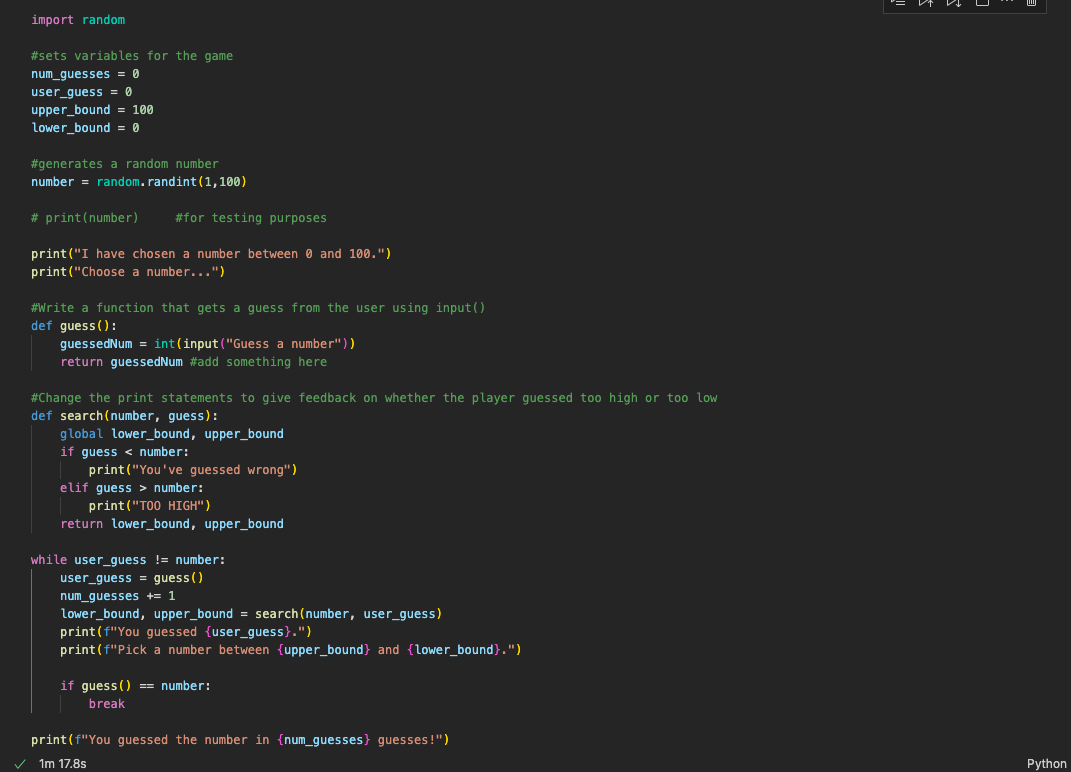 import random

#sets variables for the game
num_guesses = 0
user_guess = 0
upper_bound = 100
lower_bound = 0

#generates a random number
number = random.randint(1,100)

# print(number)     #for testing purposes

print("I have chosen a number between 0 and 100.")
print("Choose a number...")

#Write a function that gets a guess from the user using input()
def guess():
    guessedNum = int(input("Guess a number"))
    return guessedNum #add something here

#Change the print statements to give feedback on whether the player guessed too high or too low
def search(number, guess):
    global lower_bound, upper_bound
    if guess < number:
        print("You've guessed wrong")
    elif guess > number:
        print("TOO HIGH")
    return lower_bound, upper_bound

while user_guess != number:
    user_guess = guess()
    num_guesses += 1
    lower_bound, upper_bound = search(number, user_guess)
    print(f"You guessed {user_guess}.")
    print(f"Pick a number between {upper_bound} and {lower_bound}.")

    if guess() == number:
        break

print(f"You guessed the number in {num_guesses} guesses!")
1m 17.8s
Python